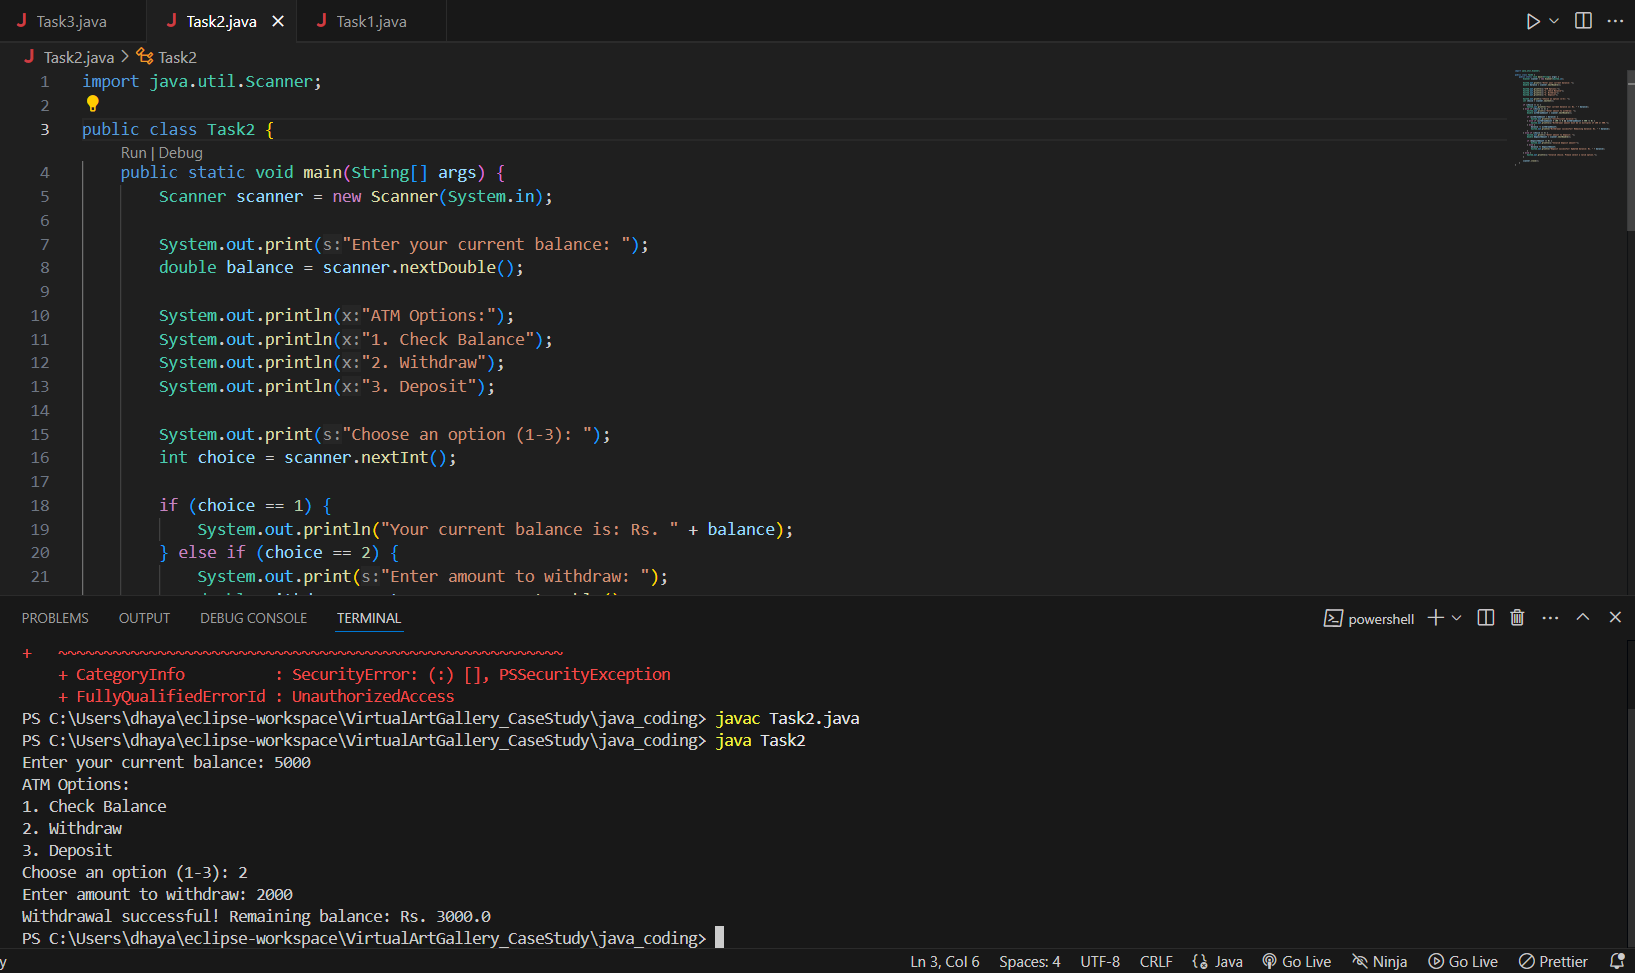 Task3.java Task2.java Task1.java
Task2.java > Task2
1 import java.util.Scanner;
2
3 public class Task2 {
Run | Debug
4 public static void main(String[] args) {
5 Scanner scanner = new Scanner(System.in);
6
7 System.out.print(s:"Enter your current balance: ");
8 double balance = scanner.nextDouble();
9
10 System.out.println(x:"ATM Options:");
11 System.out.println(x:"1. Check Balance");
12 System.out.println(x:"2. Withdraw");
13 System.out.println(x:"3. Deposit");
14
15 System.out.print(s:"Choose an option (1-3): ");
16 int choice = scanner.nextInt();
17
18 if (choice == 1) {
19 System.out.println("Your current balance is: Rs. " + balance);
20 } else if (choice == 2) {
21 System.out.print(s:"Enter amount to withdraw: ");
PROBLEMS OUTPUT DEBUG CONSOLE TERMINAL powershell
+ ~~~~~~~~~~~~~~~~~~~~~~~~~~~~~~~~~~~~~~~~~~~~~~~~~~~~~~~~
+ CategoryInfo : SecurityError: (:) [], PSSecurityException
+ FullyQualifiedErrorId : UnauthorizedAccess
PS C:\Users\dhaya\eclipse-workspace\VirtualArtGallery_CaseStudy\java_coding> javac Task2.java
PS C:\Users\dhaya\eclipse-workspace\VirtualArtGallery_CaseStudy\java_coding> java Task2
Enter your current balance: 5000
ATM Options:
1. Check Balance
2. Withdraw
3. Deposit
Choose an option (1-3): 2
Enter amount to withdraw: 2000
Withdrawal successful! Remaining balance: Rs. 3000.0
PS C:\Users\dhaya\eclipse-workspace\VirtualArtGallery_CaseStudy\java_coding>
y Ln 3, Col 6 Spaces: 4 UTF-8 CRLF Java Go Live Ninja Go Live Prettier